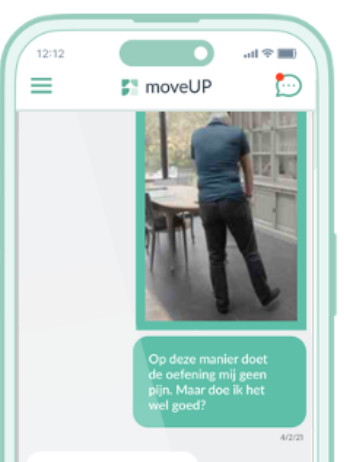 12:12
moveUP
Op deze manier doet
de oefening mij geen
pijn. Maar doe ik het
wel goed?
4/2/21